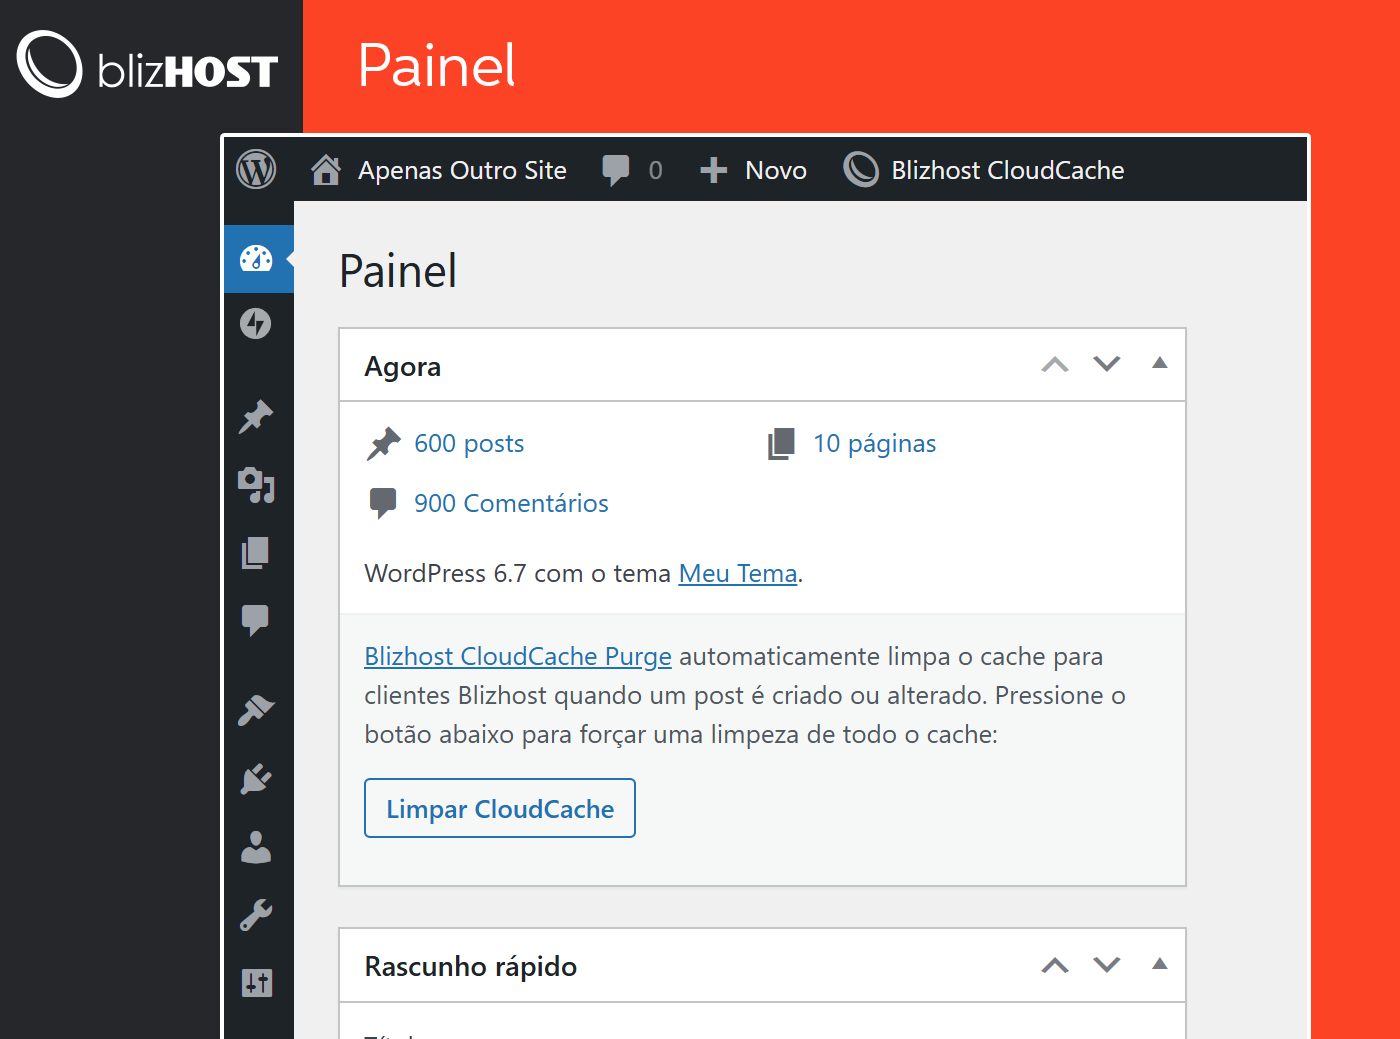 blizHOST
Painel
Apenas Outro Site 0 Novo Blizhost CloudCache
Painel
Agora
600 posts 10 páginas
900 Comentários
WordPress 6.7 com o tema Meu Tema.
Blizhost CloudCache Purge automaticamente limpa o cache para
clientes Blizhost quando um post é criado ou alterado. Pressione o
botão abaixo para forçar uma limpeza de todo o cache:
Limpar CloudCache
Rascunho rápido